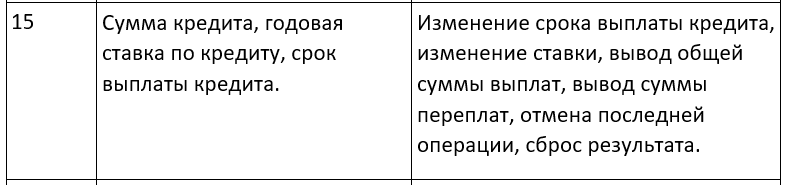 15
Сумма кредита, годовая
ставка по кредиту, срок
выплаты кредита.
Изменение срока выплаты кредита,
изменение ставки, вывод общей
суммы выплат, вывод суммы
переплат, отмена последней
операции, сброс результата.